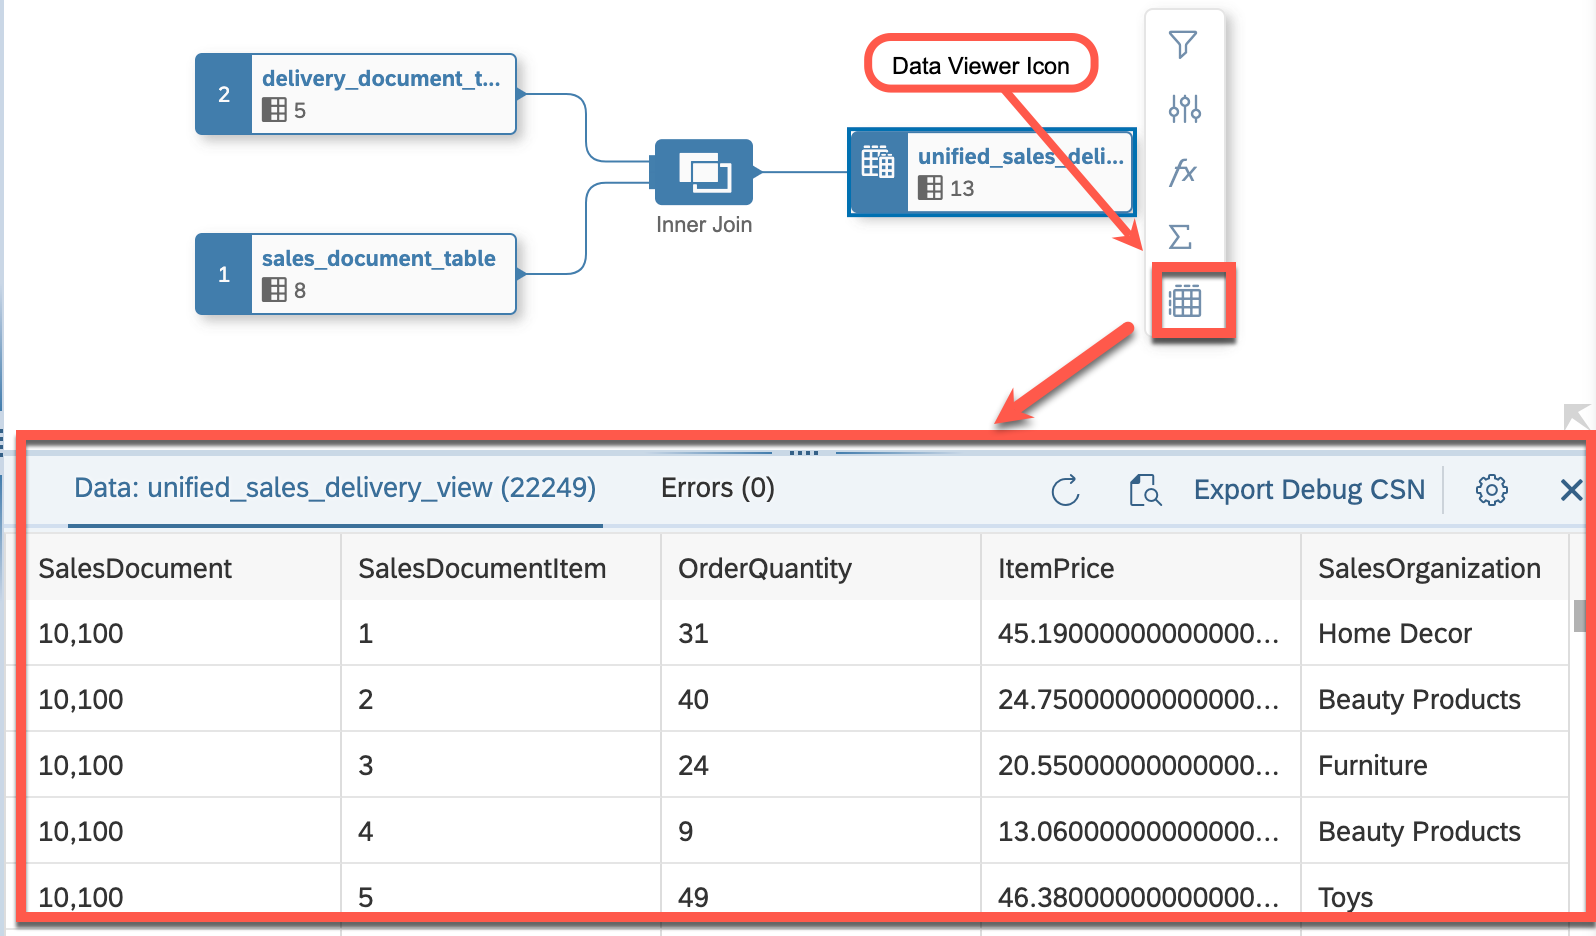 Data Viewer Icon
2
delivery_document_t...
5
unified_sales_deli...
13
fx
Inner Join
1
sales_document_table
8
Data: unified_sales_delivery_view (22249) Errors (0) Export Debug CSN
SalesDocument SalesDocumentItem OrderQuantity ItemPrice SalesOrganization
10,100 1 31 45.19000000000000... Home Decor
10,100 2 40 24.75000000000000... Beauty Products
10,100 3 24 20.55000000000000... Furniture
10,100 4 9 13.06000000000000... Beauty Products
10,100 5 49 46.38000000000000... Toys